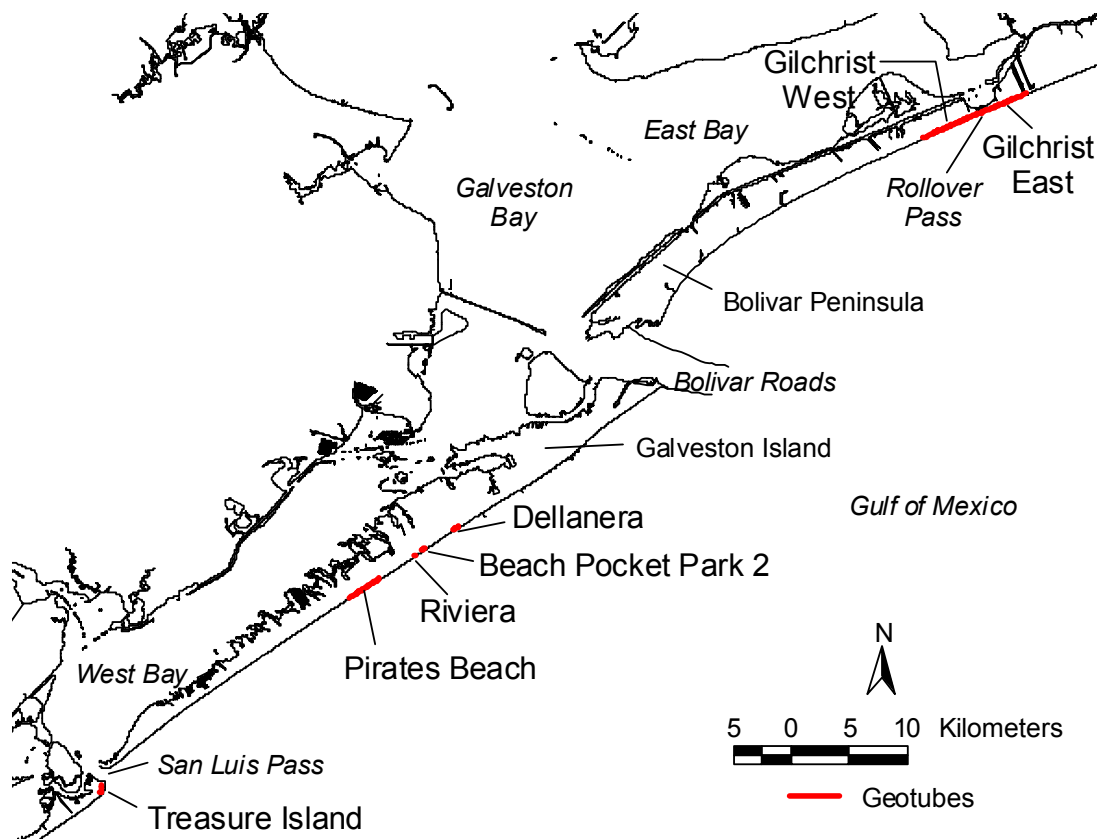 Gilchrist
West
East Bay
Gilchrist
East
Galveston
Bay
Rollover
Pass
Bolivar Peninsula
Bolivar Roads
Galveston Island
Gulf of Mexico
Dellanera
Beach Pocket Park 2
Riviera
Pirates Beach
West Bay
San Luis Pass
Treasure Island
N
5 0 5 10 Kilometers
Geotubes